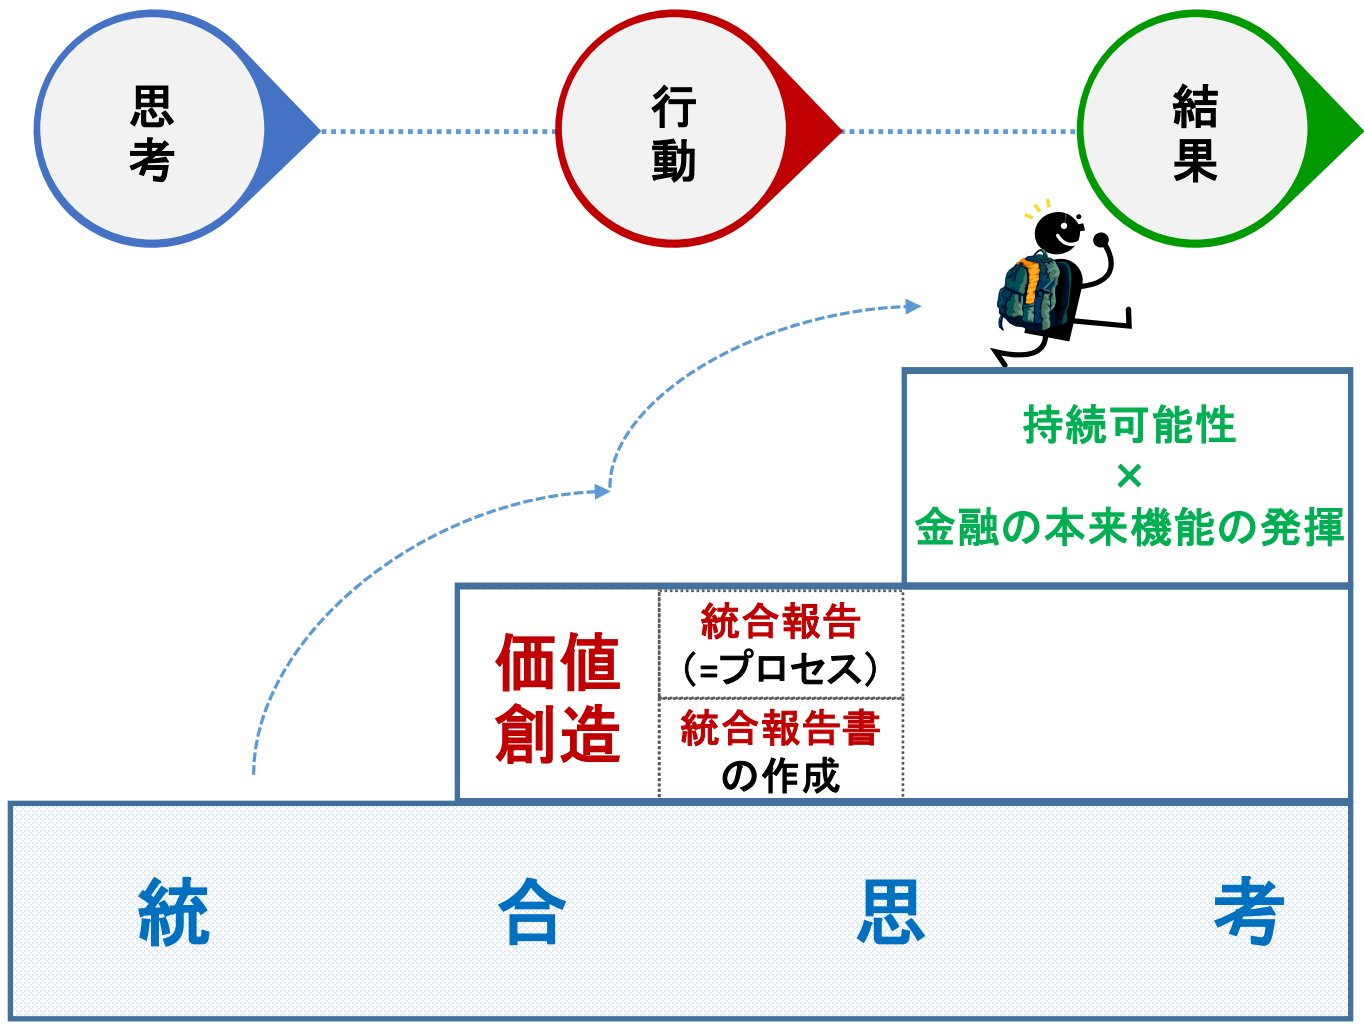 思
考
行
動
結
果
持続可能性
×
金融の本来機能の発揮
価値
創造
統合報告
（=プロセス）
統合報告書
の作成
統合思考